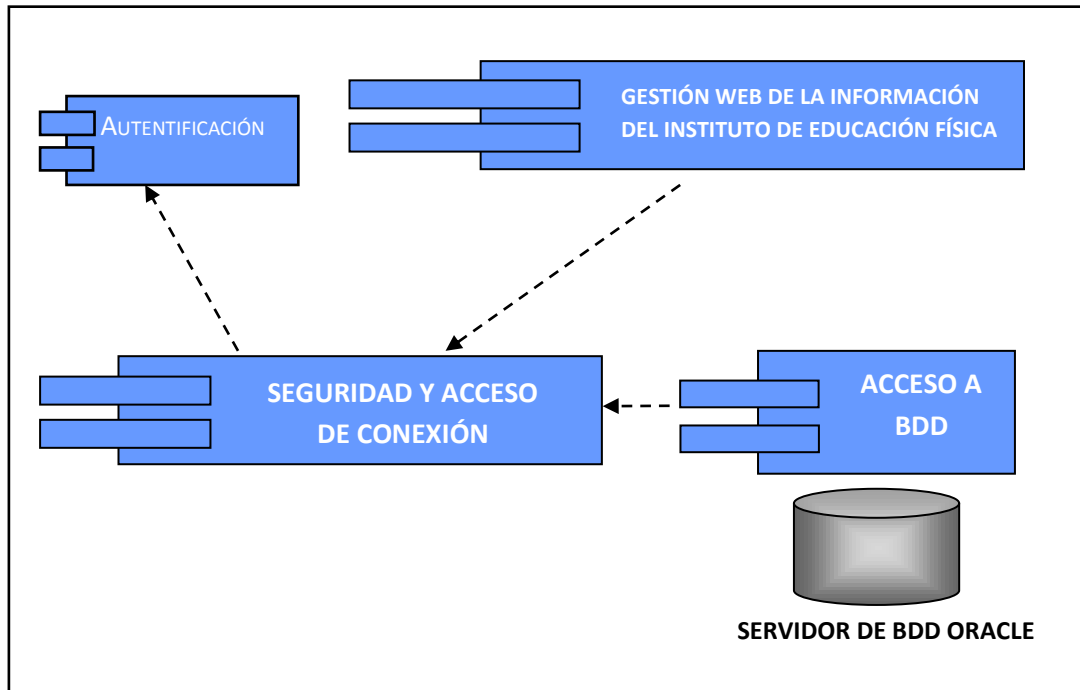 GESTIÓN WEB DE LA INFORMACIÓN
DEL INSTITUTO DE EDUCACIÓN FÍSICA
AUTENTIFICACIÓN
SEGURIDAD Y ACCESO
DE CONEXIÓN
ACCESO A
BDD
SERVIDOR DE BDD ORACLE